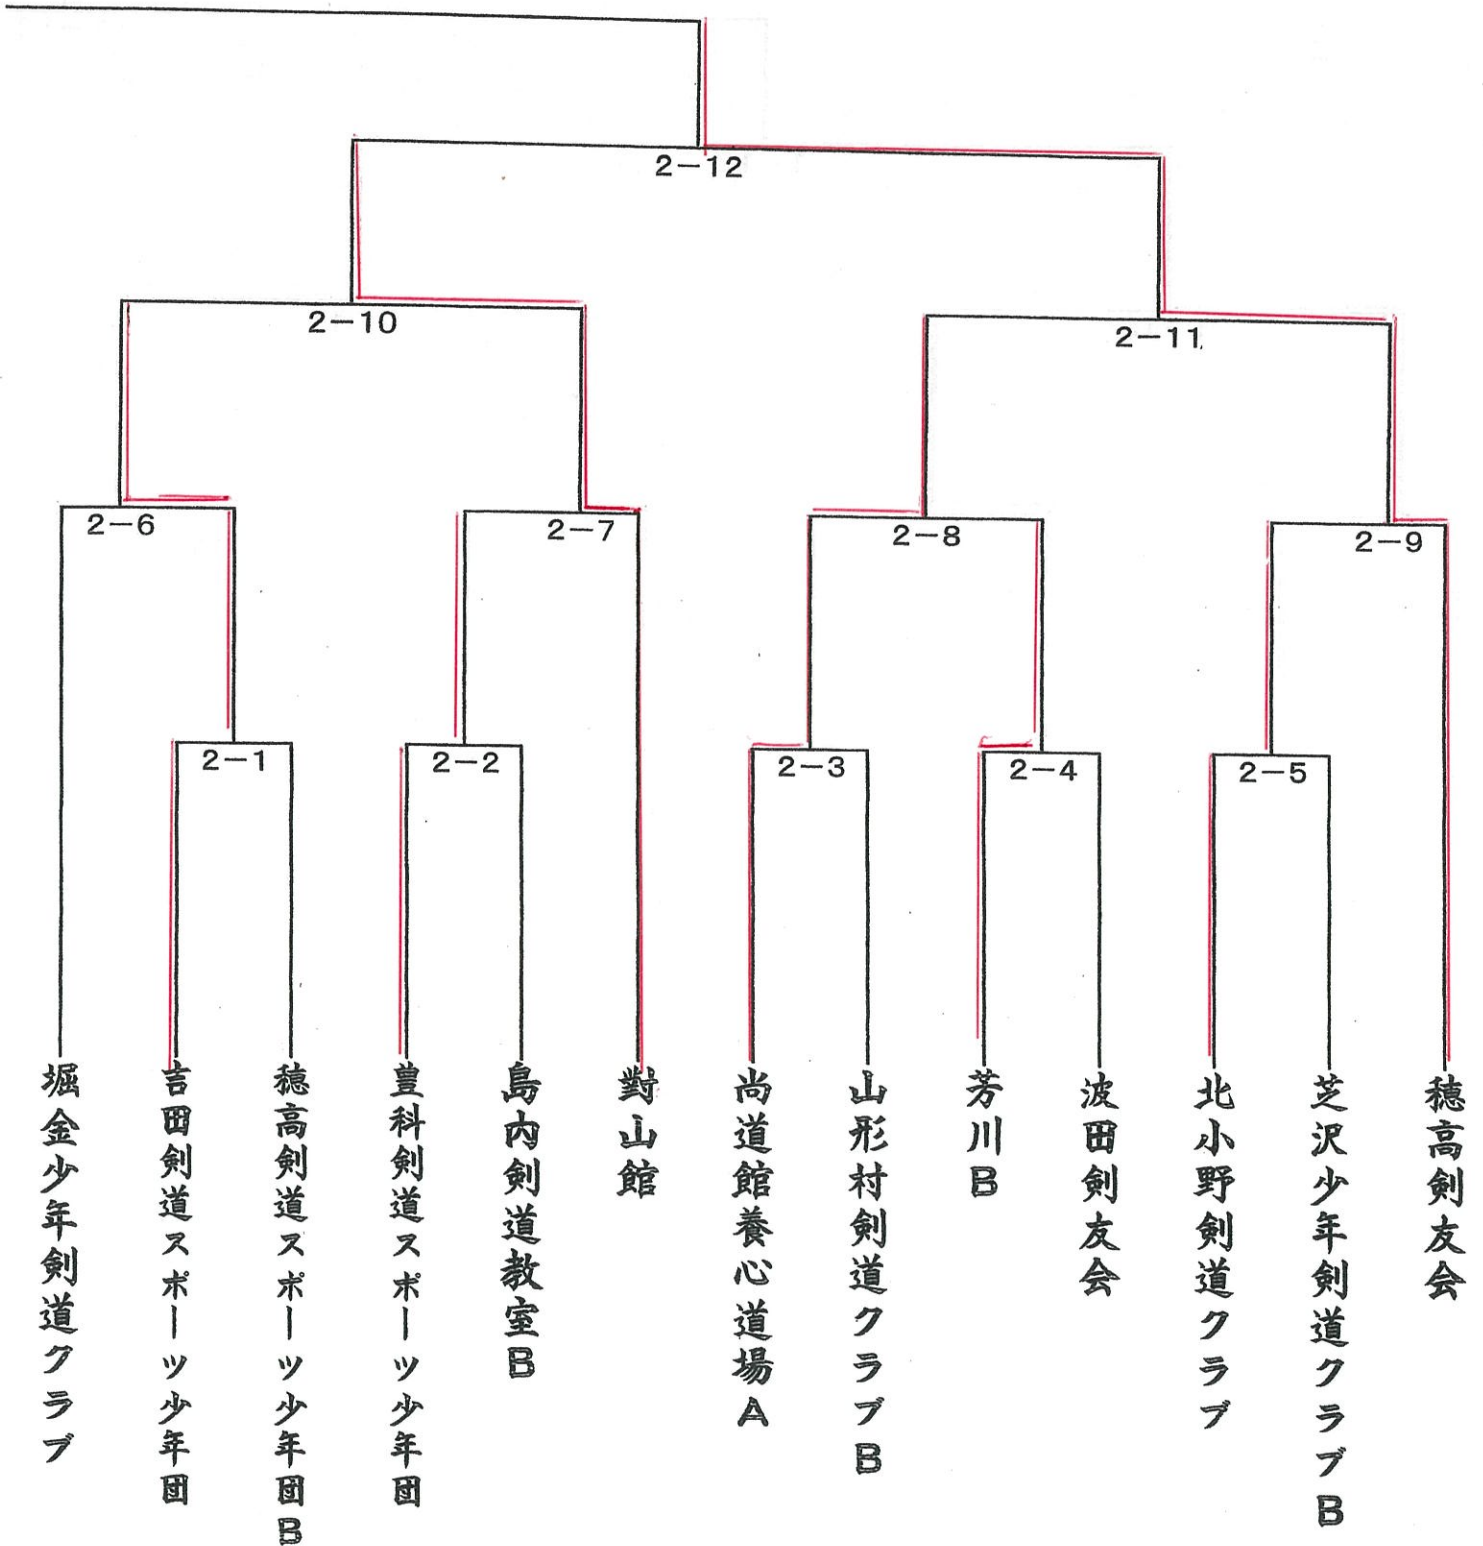 2-12
2-10
2-11
2-6
2-7
2-8
2-9
2-1
2-2
2-3
2-4
2-5
堀金少年剣道クラブ
吉田剣道スポーツ少年団
穂高剣道スポーツ少年団B
豊科剣道スポーツ少年団
島内剣道教室B
對山館
尚道館養心道場A
山形村剣道クラブB
芳川B
波田剣友会
北小野剣道クラブ
芝沢少年剣道クラブB
穂高剣友会